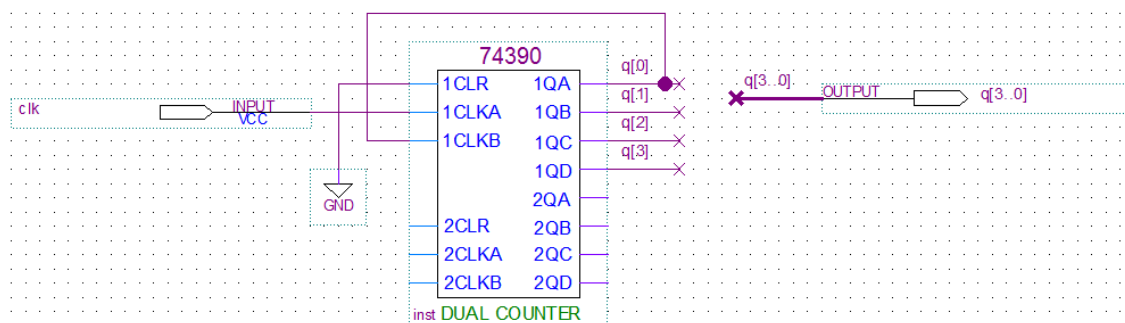 74390
1CLR 1QA q[0].
q[3..0]
OUTPUT q[3..0]
clk INPUT
VCC
1CLKA 1QB q[1].
1CLKB 1QC q[2].
1QD q[3].
GND
2QA
2CLR 2QB
2CLKA 2QC
2CLKB 2QD
inst DUAL COUNTER